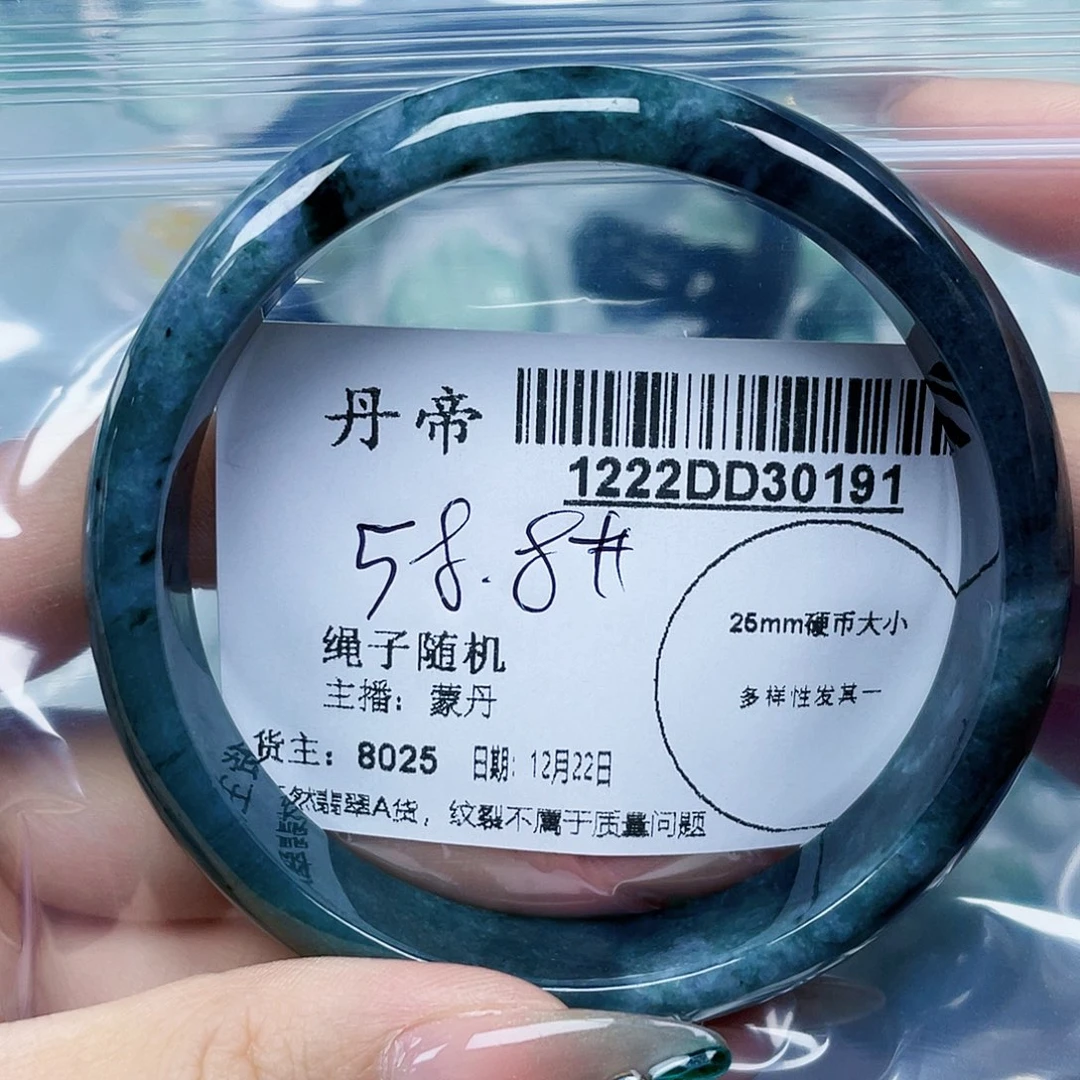 丹帝
1222DD30191
58.8#
25mm硬币大小
绳子随机
多样性发其一
主播：蒙丹
货主：8025 日期：12月22日
然翡翠A货，纹裂不属于质量问题